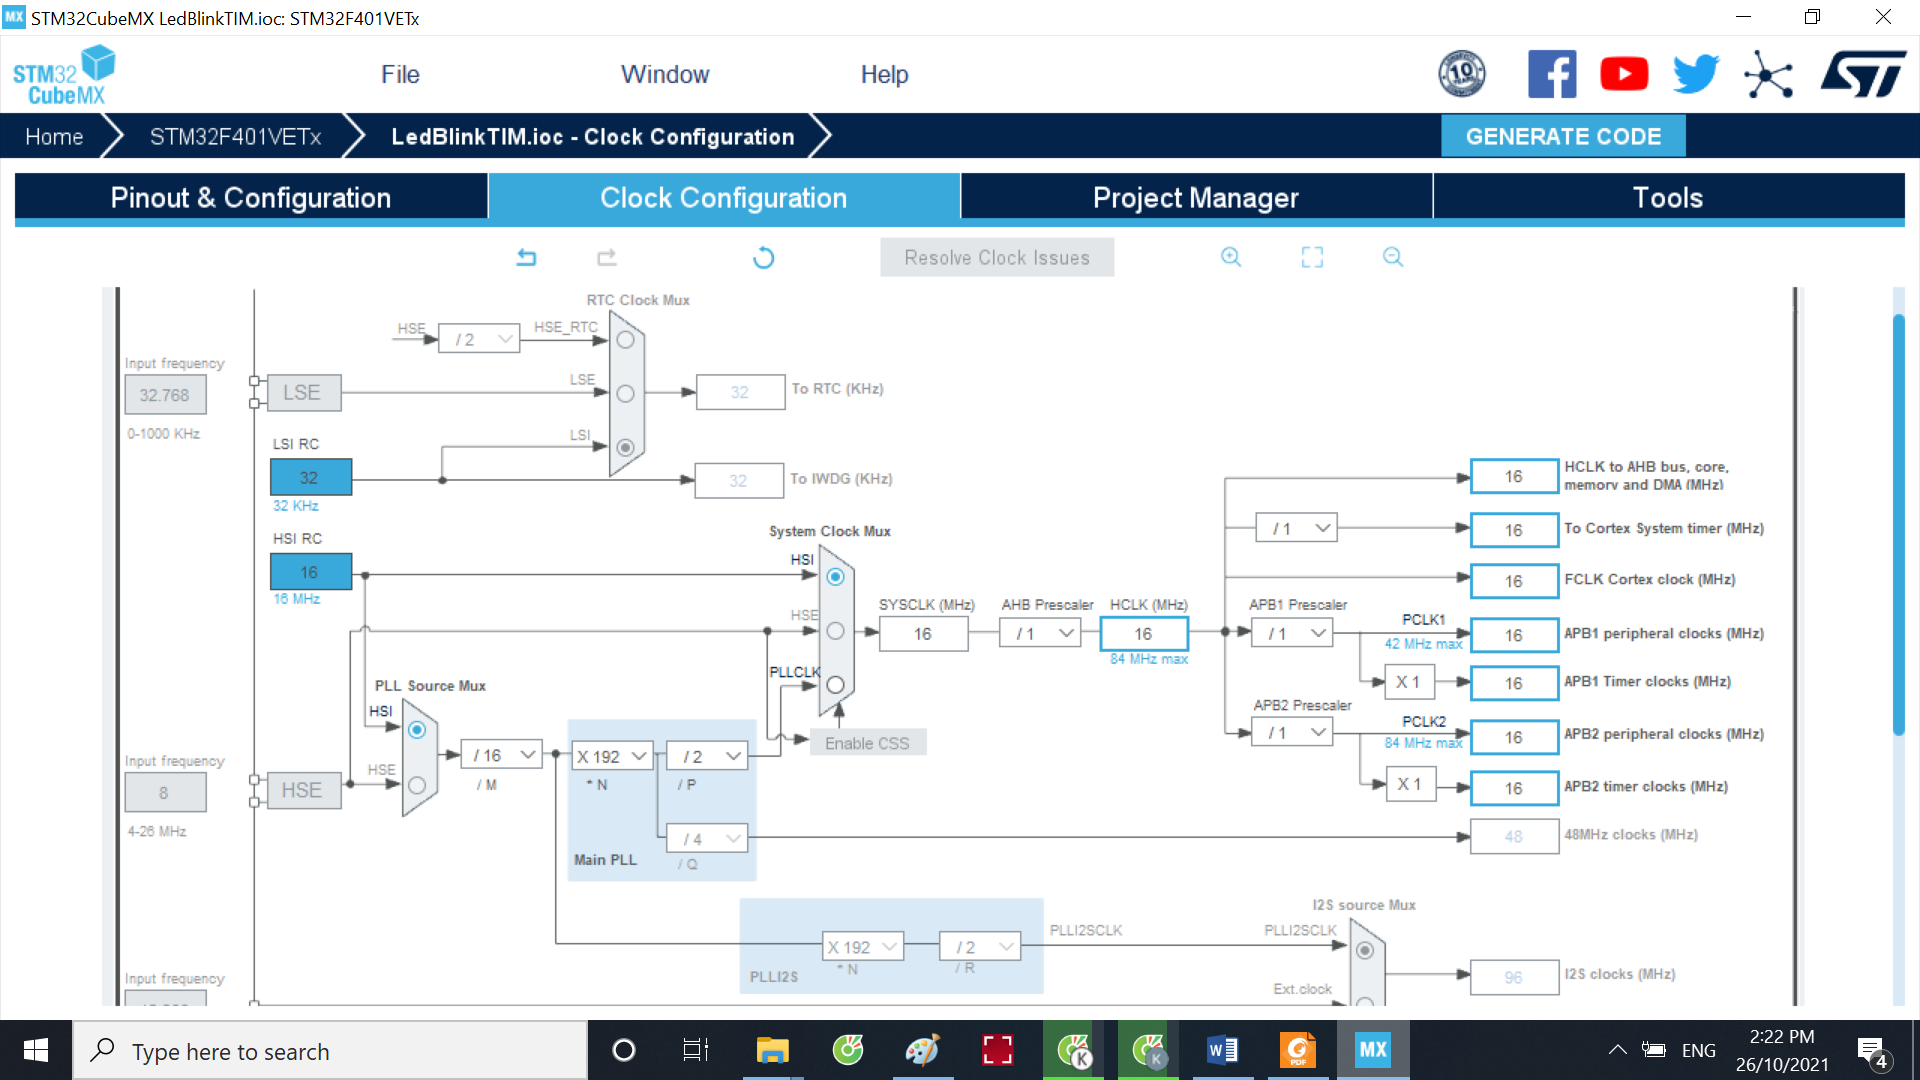 MX STM32CubeMX LedBlinkTIM.ioc: STM32F401VETx
STM32 CubeMX
File Window Help
10 YEARS
ST
Home STM32F401VETx LedBlinkTIM.ioc - Clock Configuration GENERATE CODE
Pinout & Configuration Clock Configuration Project Manager Tools
Resolve Clock Issues
RTC Clock Mux
HSE / 2 HSE_RTC
Input frequency
32.768 LSE LSE 32 To RTC (KHz)
0-1000 KHz
LSI RC LSI
32 32 To IWDG (KHz)
32 KHz
HSI RC
16
16 MHz
System Clock Mux
HSI
HSE
PLLCLK
Enable CSS
SYSCLK (MHz) AHB Prescaler HCLK (MHz) APB1 Prescaler
16 / 1 16 / 1
84 MHz max
16 HCLK to AHB bus, core,
memory and DMA (MHz)
/ 1 16 To Cortex System timer (MHz)
16 FCLK Cortex clock (MHz)
PCLK1
42 MHz max 16 APB1 peripheral clocks (MHz)
X 1 16 APB1 Timer clocks (MHz)
APB2 Prescaler
/ 1 PCLK2
84 MHz max 16 APB2 peripheral clocks (MHz)
X 1 16 APB2 timer clocks (MHz)
48 48MHz clocks (MHz)
PLL Source Mux
HSI
HSE
/ 16 X 192 / 2
/ M * N / P
/ 4
Main PLL / Q
Input frequency
8 HSE
4-26 MHz
I2S source Mux
X 192 / 2 PLLI2SCLK PLLI2SCLK
PLLI2S * N / R
96 I2S clocks (MHz)
Ext.clock
Input frequency
Type here to search
K K W PDF MX
ENG 2:22 PM
26/10/2021
4